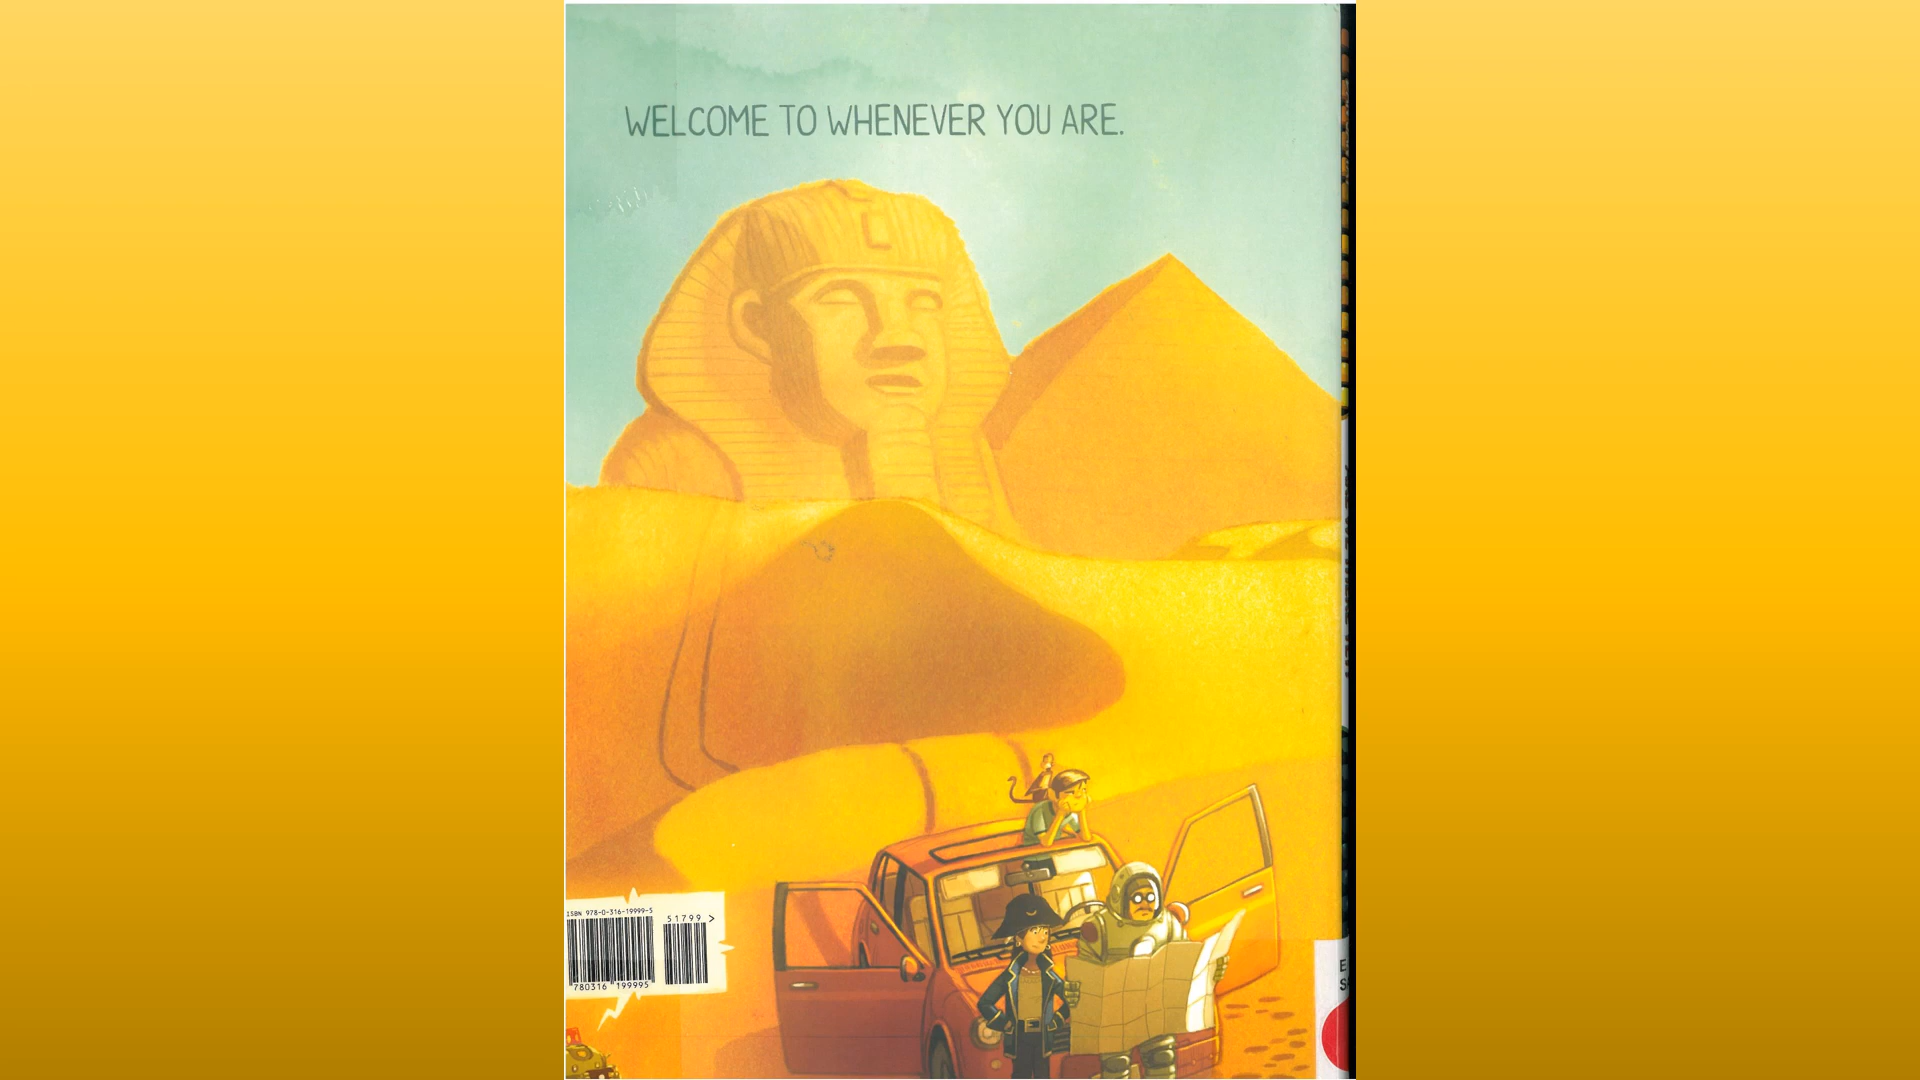 WELCOME TO WHENEVER YOU ARE.
ISBN 978-0-316-19999-5
51799 >
780316 199995
E